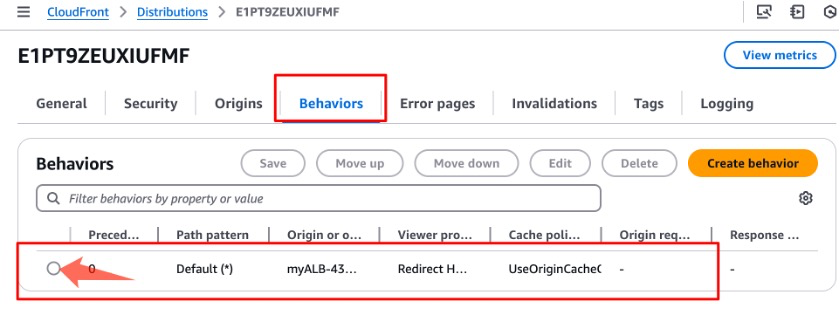 CloudFront > Distributions > E1PT9ZEUXIUFMF
E1PT9ZEUXIUFMF
View metrics
General Security Origins Behaviors Error pages Invalidations Tags Logging
Behaviors Save Move up Move down Edit Delete Create behavior
Filter behaviors by property or value
Preced... Path pattern Origin or o... Viewer pro... Cache poli... Origin req... Response ...
0 Default (*) myALB-43... Redirect H... UseOriginCacheC - -